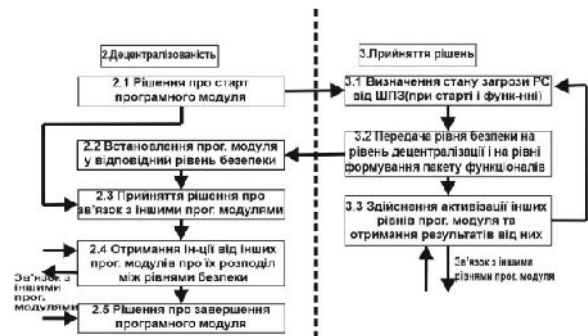 2.Децентралізованість
2.1 Рішення про старт
програмного модуля
2.2 Встановлення прог. модуля
у відповідний рівень безепеки
2.3 Прийняття рішення про
зв'язок з іншими прог. модулями
2.4 Отримання ін-ції від інших
прог. модулів про їх розподіл
між рівнями безпеки
Зв'язок з
іншими
прог.
модулями
2.5 Рішення про завершення
програмного модуля
3.Прийняття рішень
3.1 Визначення стану загрози РС
від ШПЗ(при старті і функ-нні)
3.2 Передача рівня безпеки на
рівень децентралізації і на рівні
формування пакету функціоналів
3.3 Здійснення активізації інших
рівнів прог. модуля та
отримання результатів від них
Зв'язок з іншими
рівнями прог. модуля